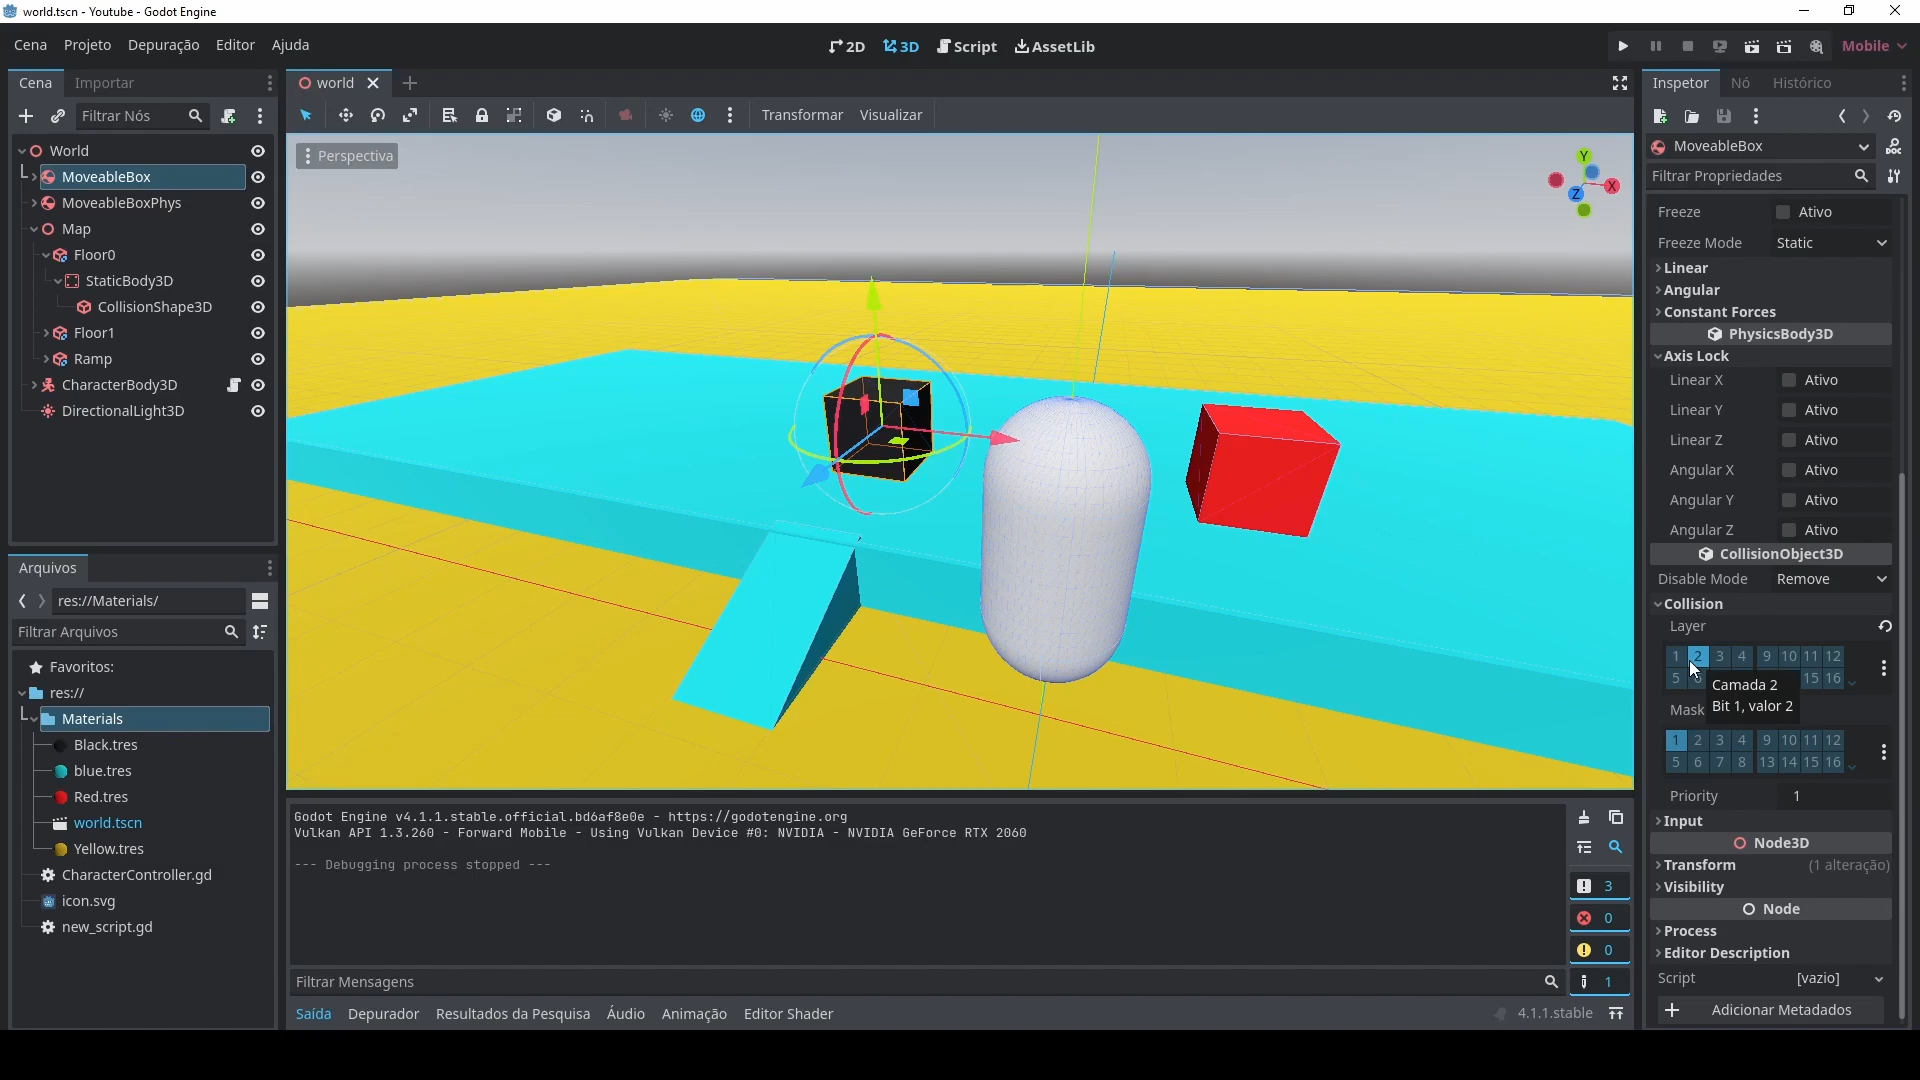 world.tscn - Youtube - Godot Engine
Cena Projeto Depuração Editor Ajuda
2D 3D Script AssetLib
Mobile
Cena Importar
world
Inspetor Nó Histórico
Filtrar Nós
Transformar Visualizar
MoveableBox
Filtrar Propriedades
World
MoveableBox
MoveableBoxPhys
Map
Floor0
StaticBody3D
CollisionShape3D
Floor1
Ramp
CharacterBody3D
DirectionalLight3D
Perspectiva
Y
X
Z
Freeze Ativo
Freeze Mode Static
Linear
Angular
Constant Forces
PhysicsBody3D
Axis Lock
Linear X Ativo
Linear Y Ativo
Linear Z Ativo
Angular X Ativo
Angular Y Ativo
Angular Z Ativo
CollisionObject3D
Disable Mode Remove
Collision
Layer
1 2 3 4 9 10 11 12
5 6 15 16
Camada 2
Bit 1, valor 2
Mask
1 2 3 4 9 10 11 12
5 6 7 8 13 14 15 16
Priority 1
Input
Node3D
Transform (1 alteração)
Visibility
Node
Process
Editor Description
Script [vazio]
Adicionar Metadados
Arquivos
res://Materials/
Filtrar Arquivos
Favoritos:
res://
Materials
Black.tres
blue.tres
Red.tres
world.tscn
Yellow.tres
CharacterController.gd
icon.svg
new_script.gd
Godot Engine v4.1.1.stable.official.bd6af8e0e - https://godotengine.org
Vulkan API 1.3.260 - Forward Mobile - Using Vulkan Device #0: NVIDIA - NVIDIA GeForce RTX 2060
--- Debugging process stopped ---
3
0
0
1
Filtrar Mensagens
Saída Depurador Resultados da Pesquisa Áudio Animação Editor Shader
4.1.1.stable